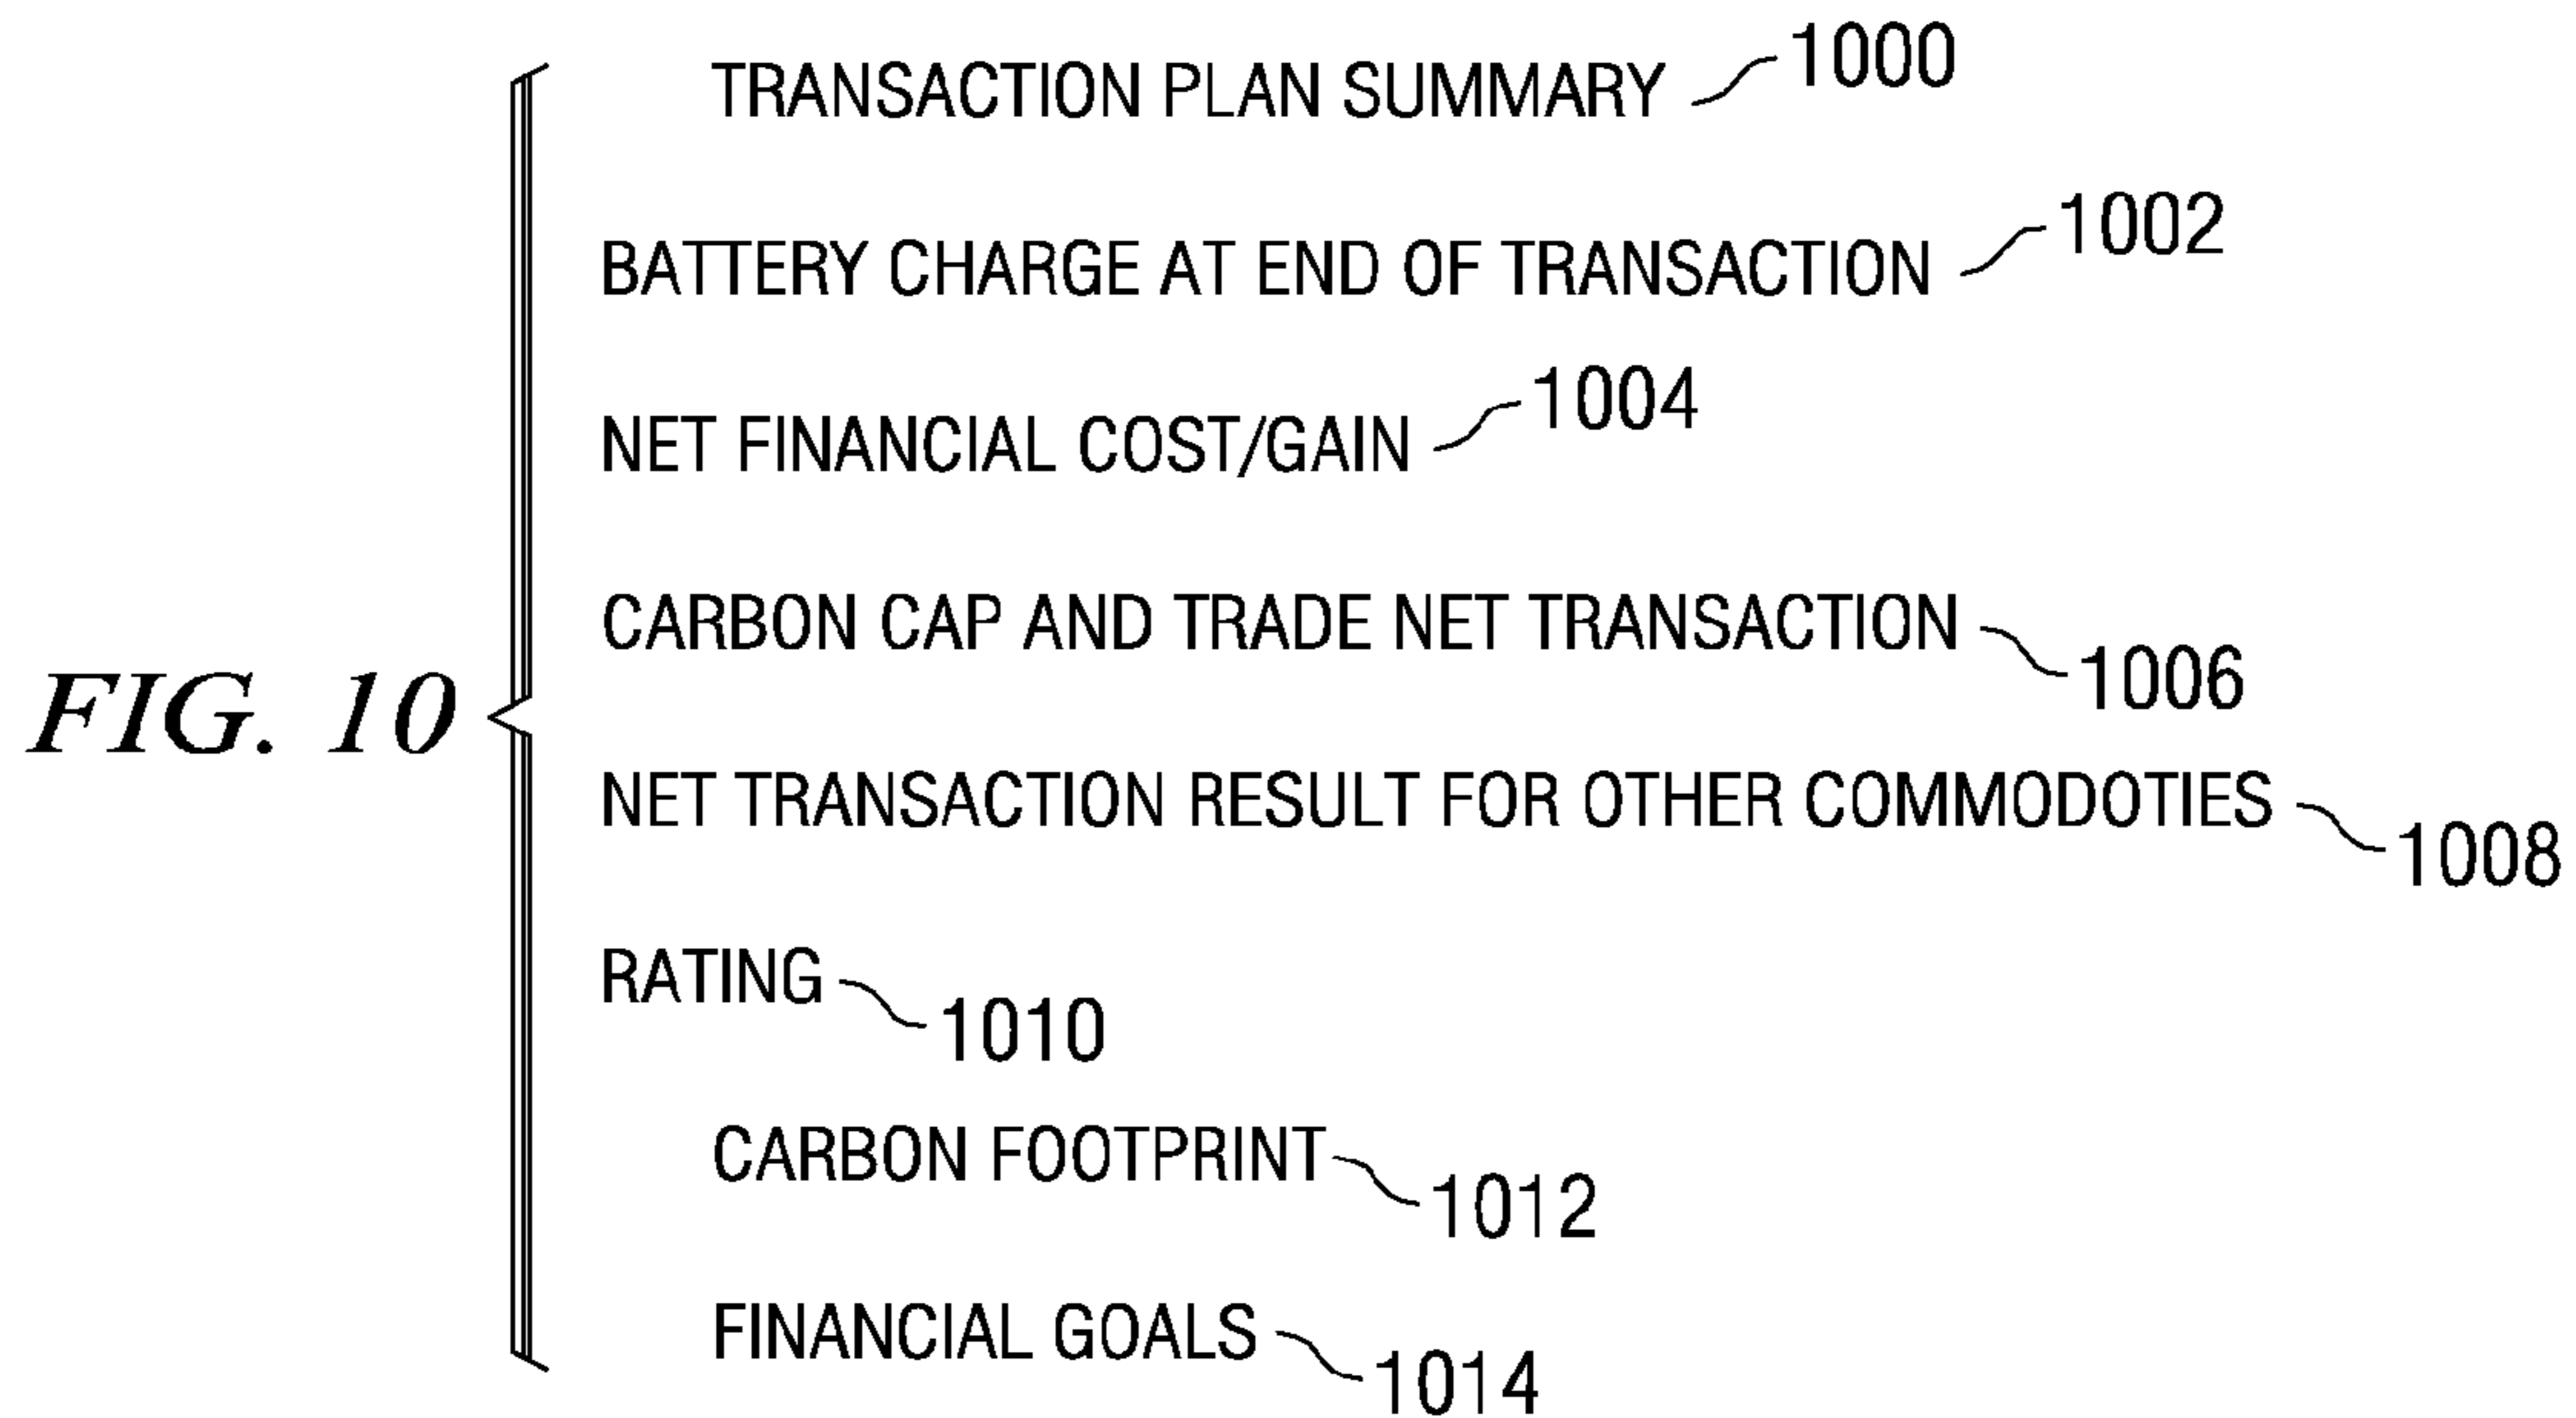 TRANSACTION PLAN SUMMARY 1000
BATTERY CHARGE AT END OF TRANSACTION 1002
NET FINANCIAL COST/GAIN 1004
CARBON CAP AND TRADE NET TRANSACTION 1006
FIG. 10
NET TRANSACTION RESULT FOR OTHER COMMODOTIES 1008
RATING 1010
CARBON FOOTPRINT 1012
FINANCIAL GOALS 1014